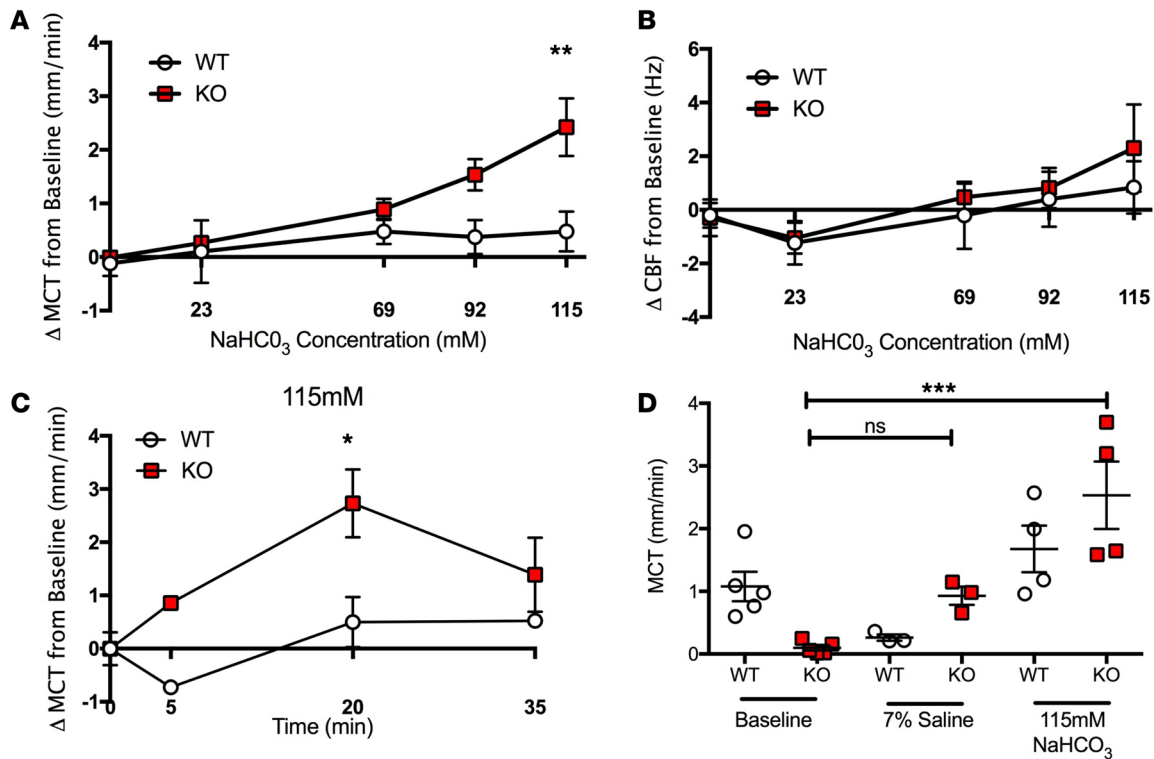 A
Δ MCT from Baseline (mm/min)
4
3
2
1
0
-1
WT
KO
**
23
69
92
115
NaHC0₃ Concentration (mM)
B
Δ CBF from Baseline (Hz)
6
4
2
0
-2
-4
WT
KO
23
69
92
115
NaHC0₃ Concentration (mM)
C
115mM
Δ MCT from Baseline (mm/min)
4
3
2
1
0
-1
WT
KO
*
0
5
20
35
Time (min)
D
MCT (mm/min)
4
3
2
1
0
***
ns
WT
KO
WT
KO
WT
KO
Baseline
7% Saline
115mM
NaHCO₃